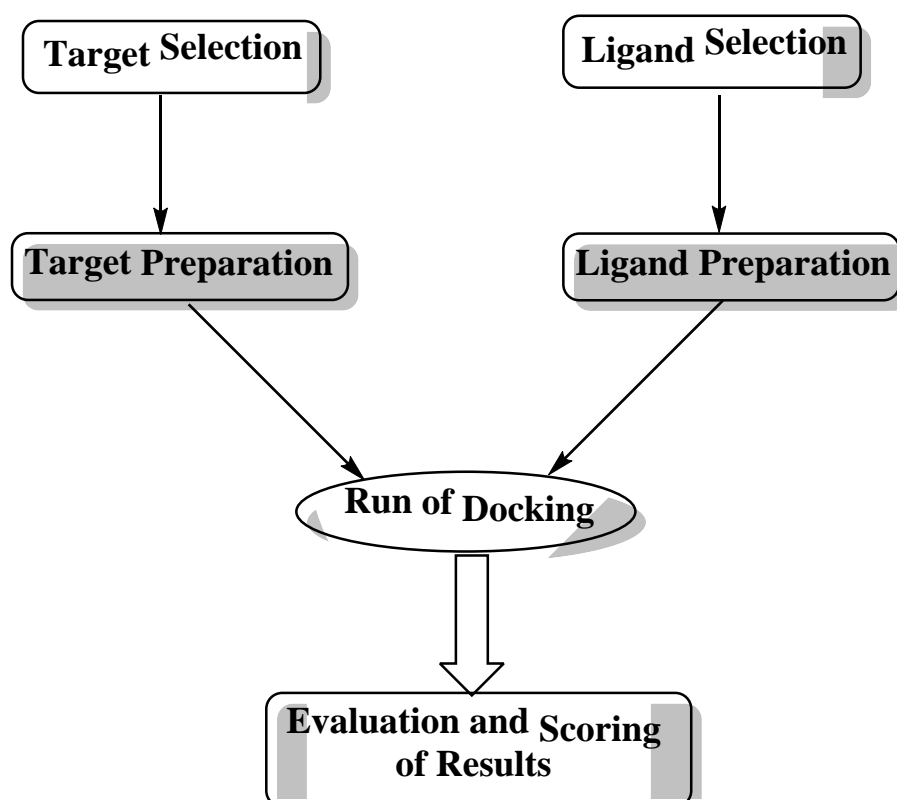 Target Selection
Ligand Selection
Target Preparation
Ligand Preparation
Run of Docking
Evaluation and Scoring
of Results